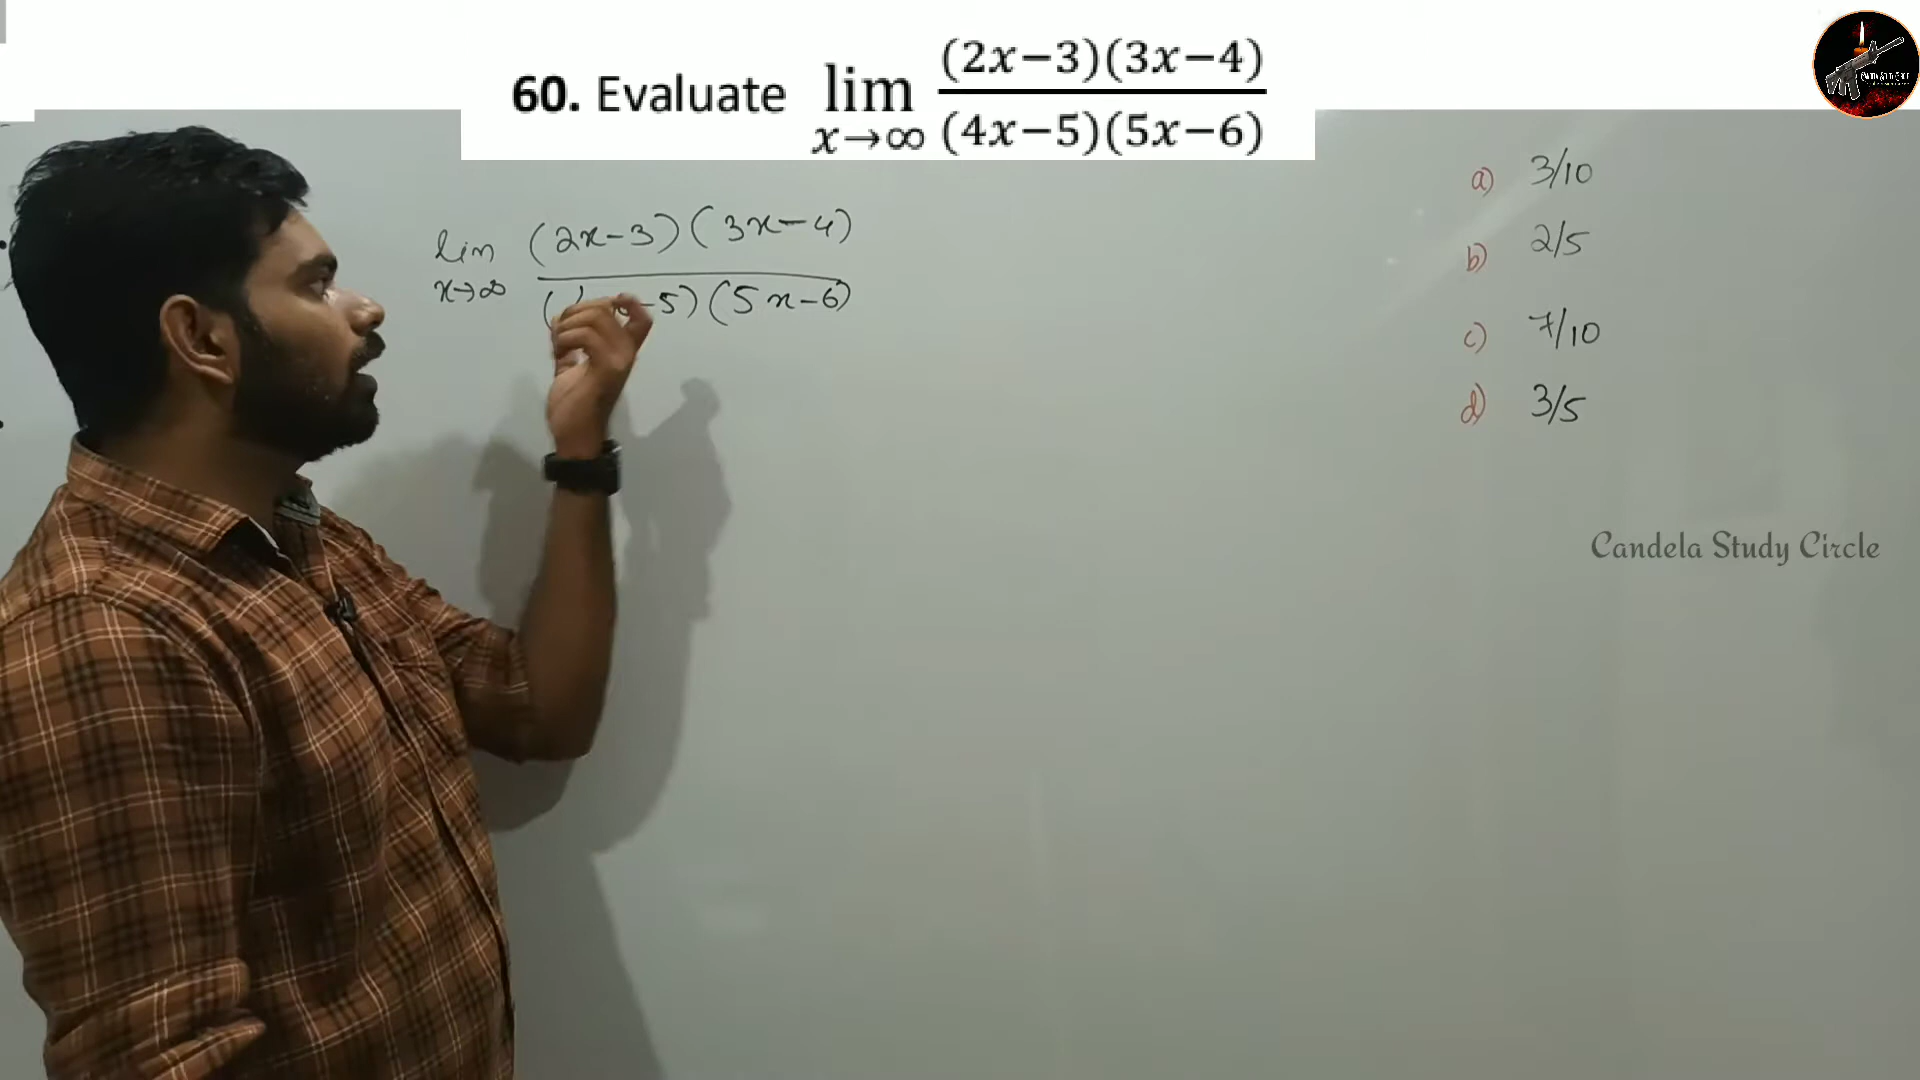 60. Evaluate lim x→∞ (2x−3)(3x−4) / (4x−5)(5x−6)
lim x→∞ (2x-3)(3x-4)
-5)(5x-6)
a) 3/10
b) 2/5
c) 7/10
d) 3/5
Candela Study Circle